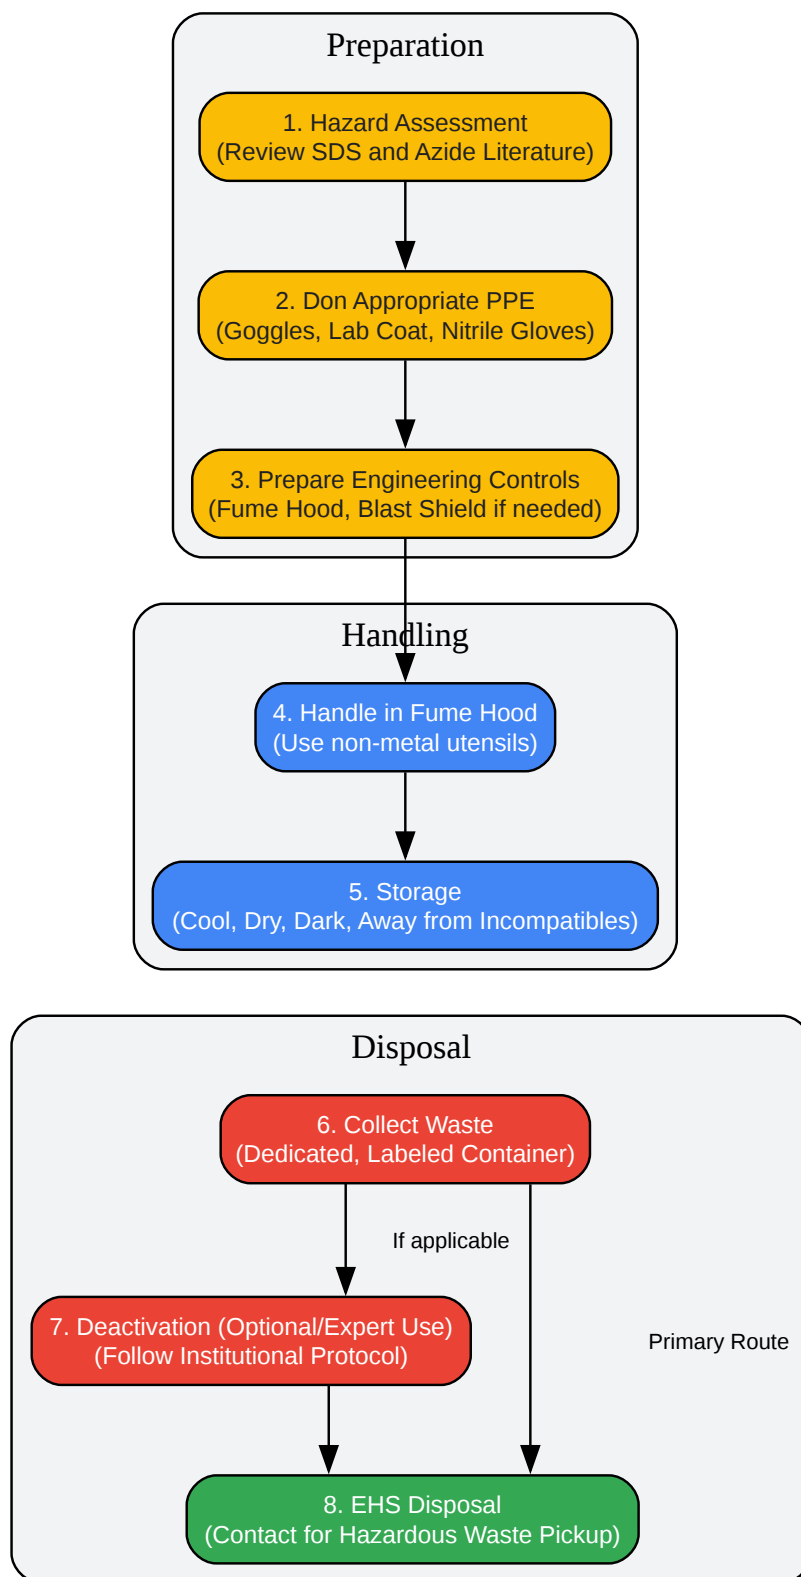 Preparation
1. Hazard Assessment
(Review SDS and Azide Literature)
2. Don Appropriate PPE
(Goggles, Lab Coat, Nitrile Gloves)
3. Prepare Engineering Controls
(Fume Hood, Blast Shield if needed)
Handling
4. Handle in Fume Hood
(Use non-metal utensils)
5. Storage
(Cool, Dry, Dark, Away from Incompatibles)
Disposal
6. Collect Waste
(Dedicated, Labeled Container)
If applicable
7. Deactivation (Optional/Expert Use)
(Follow Institutional Protocol)
Primary Route
8. EHS Disposal
(Contact for Hazardous Waste Pickup)